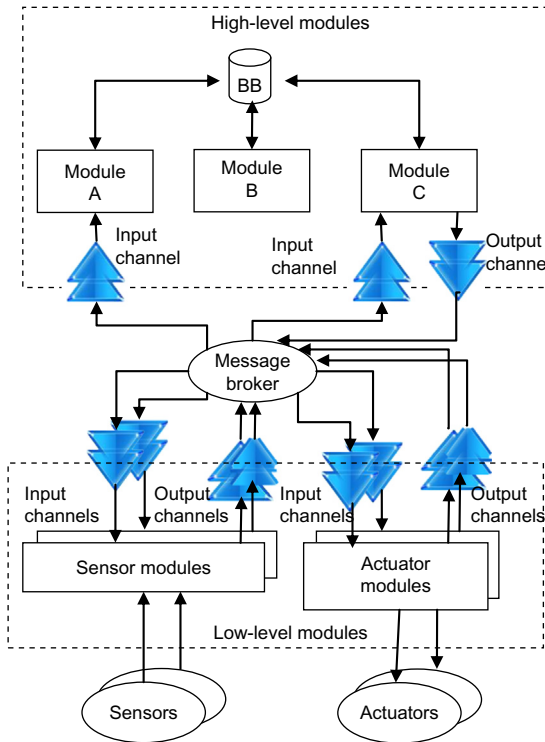 High-level modules
BB
Module
A
Module
B
Module
C
Input
channel
Input
channel
Output
channel
Message
broker
Input
channels
Output
channels
Input
channels
Output
channels
Sensor modules
Actuator
modules
Low-level modules
Sensors
Actuators